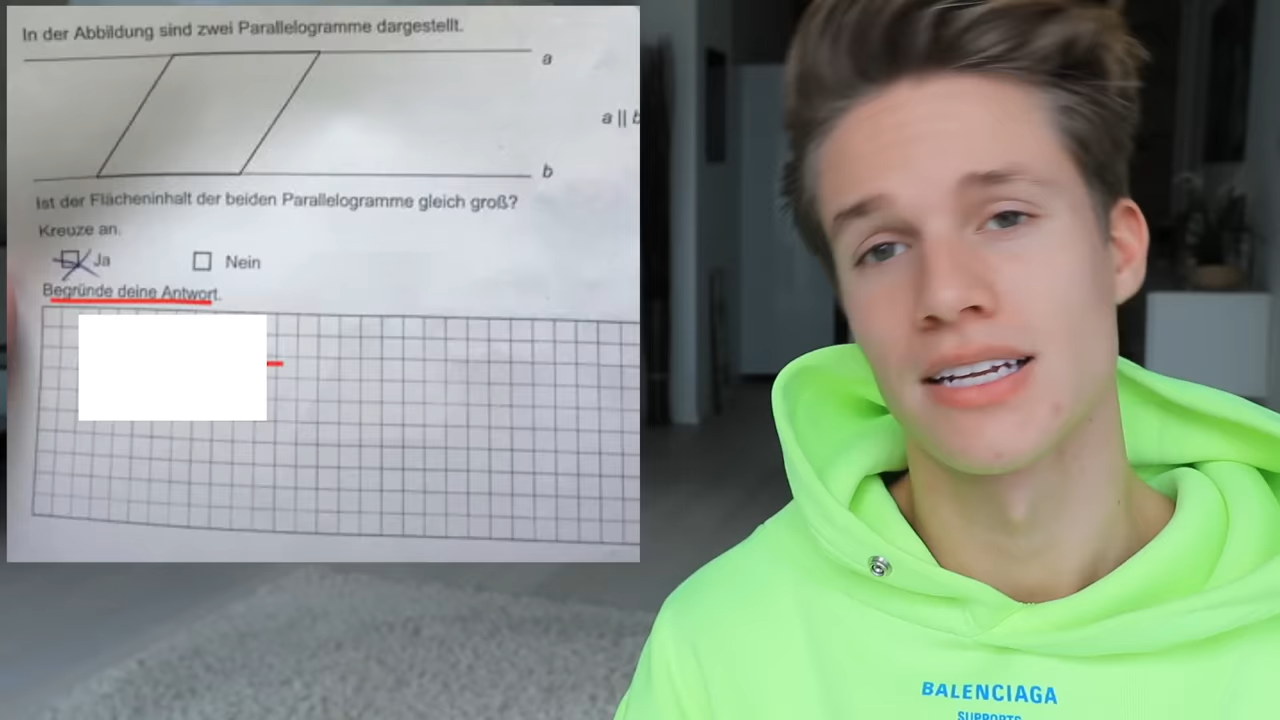 In der Abbildung sind zwei Parallelogramme dargestellt.
a
a || b
b
Ist der Flächeninhalt der beiden Parallelogramme gleich groß?
Kreuze an.
Ja
Nein
Begründe deine Antwort.
BALENCIAGA
SUPPORTS